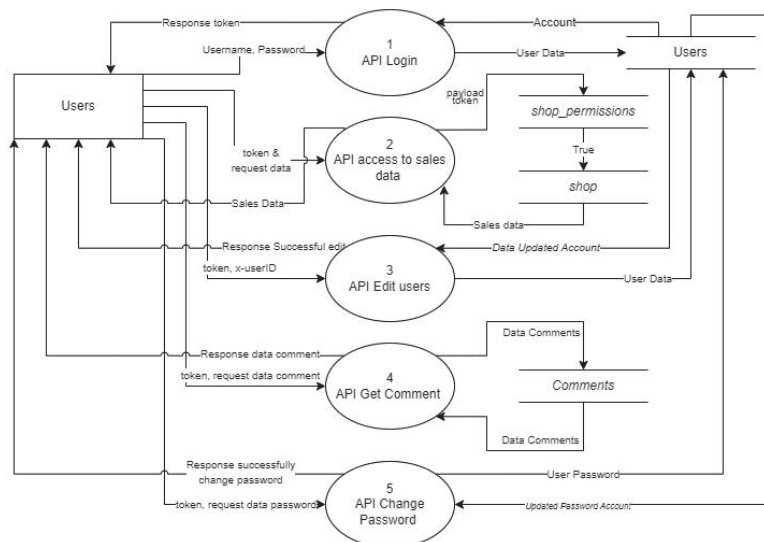 Response token
1
API Login
Account
Username, Password
User Data
Users
Users
payload
token
shop_permissions
2
API access to sales
data
token &
request data
True
shop
Sales Data
Sales data
Response Successful edit
Data Updated Account
3
API Edit users
token, x-userID
User Data
Response data comment
Data Comments
4
API Get Comment
token, request data comment
Comments
Data Comments
Response successfully
change password
User Password
5
API Change
Password
token, request data password
Updated Password Account